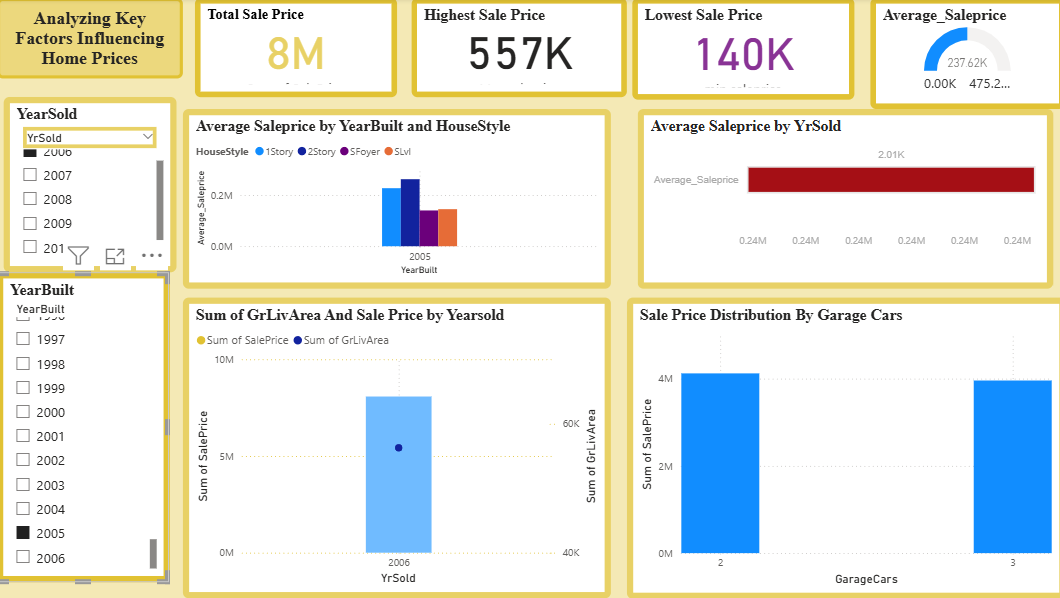 Analyzing Key
Factors Influencing
Home Prices
Total Sale Price
8M
Highest Sale Price
557K
Lowest Sale Price
140K
Average_Saleprice
237.62K
0.00K 475.2...
YearSold
YrSold
2006
2007
2008
2009
201
YearBuilt
YearBuilt
1997
1998
1999
2000
2001
2002
2003
2004
2005
2006
Average Saleprice by YearBuilt and HouseStyle
HouseStyle 1Story 2Story SFoyer SLvl
Average_Saleprice
0.2M
0.0M
2005
YearBuilt
Average Saleprice by YrSold
2.01K
Average_Saleprice
0.24M 0.24M 0.24M 0.24M 0.24M 0.24M
Sum of GrLivArea And Sale Price by Yearsold
Sum of SalePrice Sum of GrLivArea
Sum of SalePrice
10M
5M
0M
60K
40K
Sum of GrLivArea
2006
YrSold
Sale Price Distribution By Garage Cars
Sum of SalePrice
4M
2M
0M
2 3
GarageCars